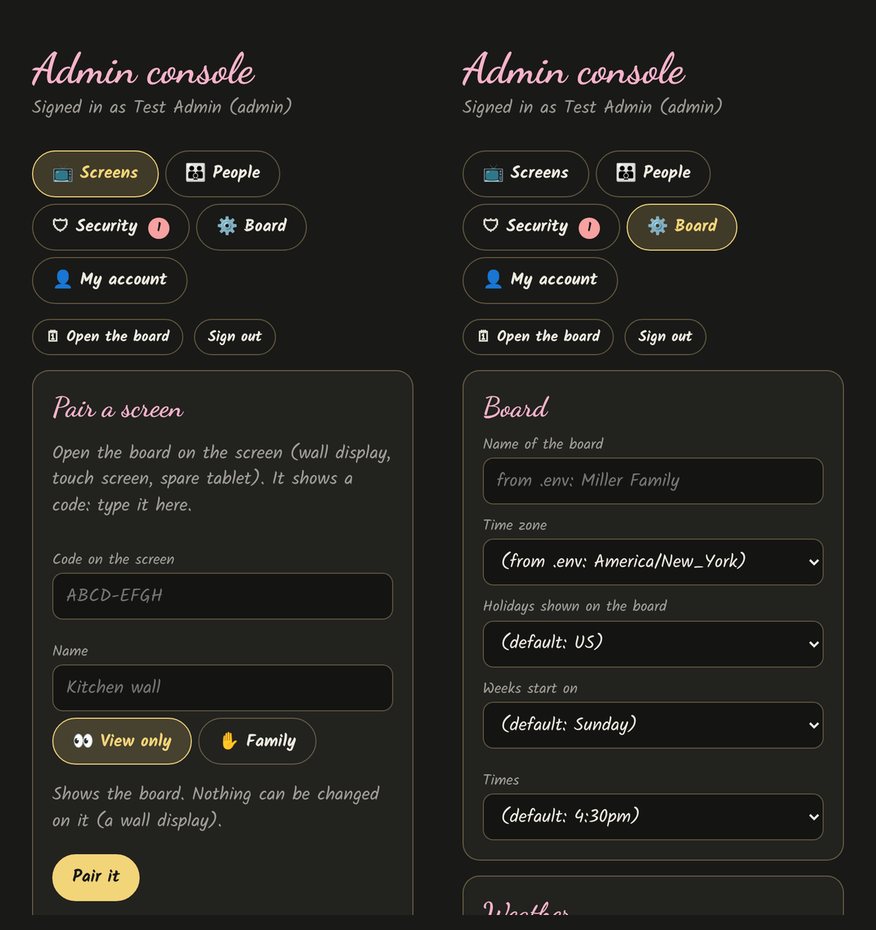 Admin console
Signed in as Test Admin (admin)
Screens
People
Security 1
Board
My account
Open the board
Sign out
Pair a screen
Open the board on the screen (wall display,
touch screen, spare tablet). It shows a
code: type it here.
Code on the screen
ABCD-EFGH
Name
Kitchen wall
View only
Family
Shows the board. Nothing can be changed
on it (a wall display).
Pair it
Admin console
Signed in as Test Admin (admin)
Screens
People
Security 1
Board
My account
Open the board
Sign out
Board
Name of the board
from .env: Miller Family
Time zone
(from .env: America/New_York)
Holidays shown on the board
(default: US)
Weeks start on
(default: Sunday)
Times
(default: 4:30pm)
Weather